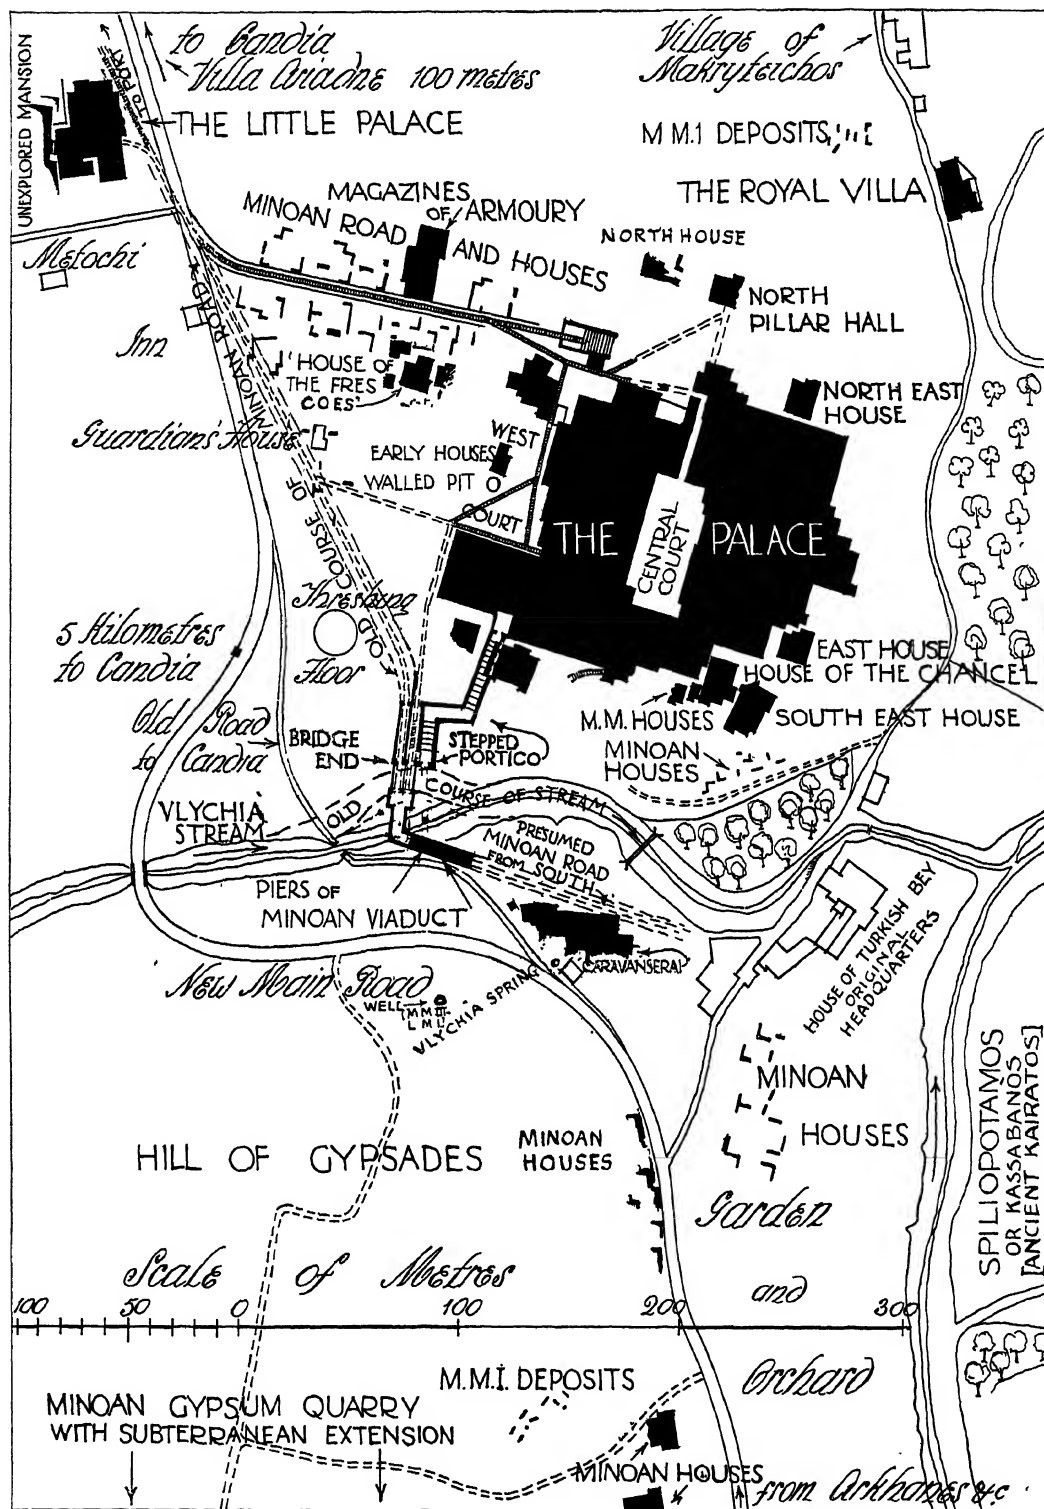 to Candia
Villa Ariadne 100 metres
Village of
Makryteichos
UNEXPLORED MANSION
TO PORT
THE LITTLE PALACE
M M.1 DEPOSITS
THE ROYAL VILLA
MAGAZINES
OF ARMOURY
MINOAN ROAD AND HOUSES
NORTH HOUSE
Metochi
NORTH
PILLAR HALL
Inn
'HOUSE OF
THE FRES
COES'
NORTH EAST
HOUSE
Guardian's House
WEST
COURT
EARLY HOUSES
WALLED PIT
THE PALACE
CENTRAL
COURT
COURSE OF OLD MINOAN ROAD
Threshing
Floor
5 Kilometres
to Candia
EAST HOUSE
HOUSE OF THE CHANCEL
M.M. HOUSES
SOUTH EAST HOUSE
MINOAN
HOUSES
Old Road
to Candia
BRIDGE
END
STEPPED
PORTICO
VLYCHIA
STREAM
OLD COURSE OF STREAM
PRESUMED
MINOAN ROAD
FROM SOUTH
PIERS OF
MINOAN VIADUCT
CARAVANSERAI
HOUSE OF TURKISH BEY
ORIGINAL
HEADQUARTERS
New Main Road
WELL
M M III
L M I.
VLYCHIA SPRING
MINOAN
HOUSES
HILL OF GYPSADES
MINOAN
HOUSES
SPILIOPOTAMOS
OR KASSABANOS
[ANCIENT KAIRATOS]
Garden
and
Orchard
Scale of Metres
100 50 0 100 200 300
M.M.I. DEPOSITS
MINOAN GYPSUM QUARRY
WITH SUBTERRANEAN EXTENSION
MINOAN HOUSES
from Arkhanes &c.